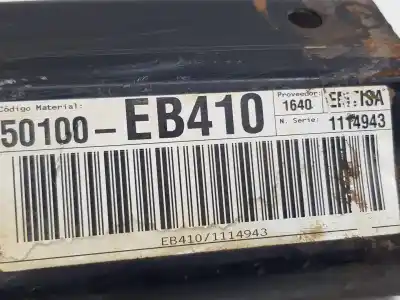 Código Material:
50100-EB410
Proveedor:
1640
N. Serie:
1114943
EB410/1114943